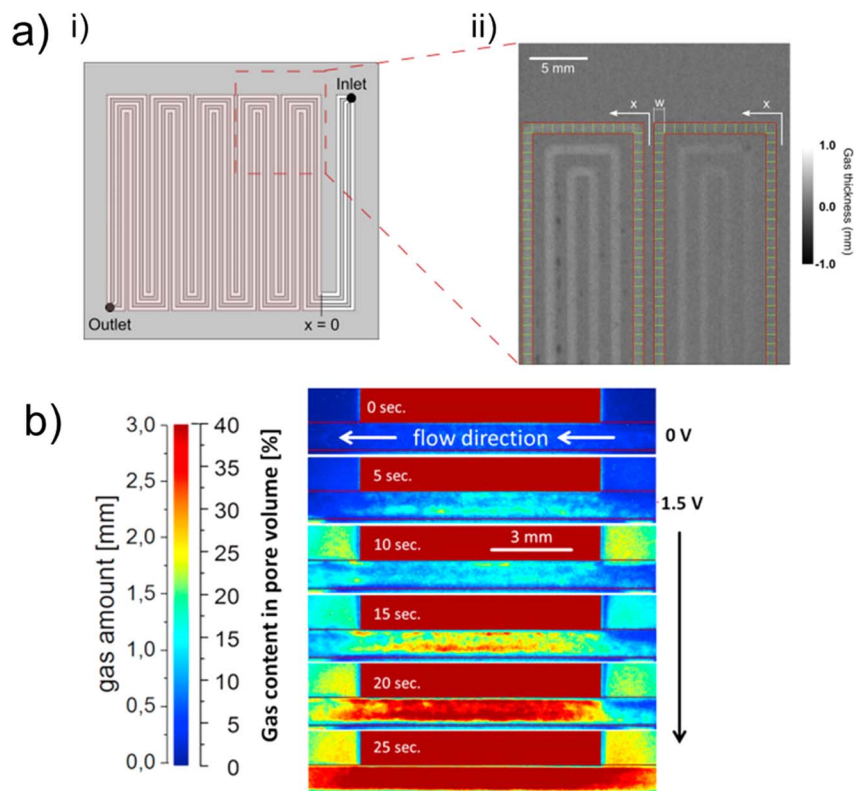 a)
i)
Inlet
Outlet
x = 0
ii)
5 mm
x
w
x
1.0
0.0
-1.0
Gas thickness (mm)
b)
3,0
2,5
2,0
1,5
1,0
0,5
0,0
gas amount [mm]
40
35
30
25
20
15
10
5
0
Gas content in pore volume [%]
0 sec.
flow direction
0 V
5 sec.
1.5 V
10 sec.
3 mm
15 sec.
20 sec.
25 sec.